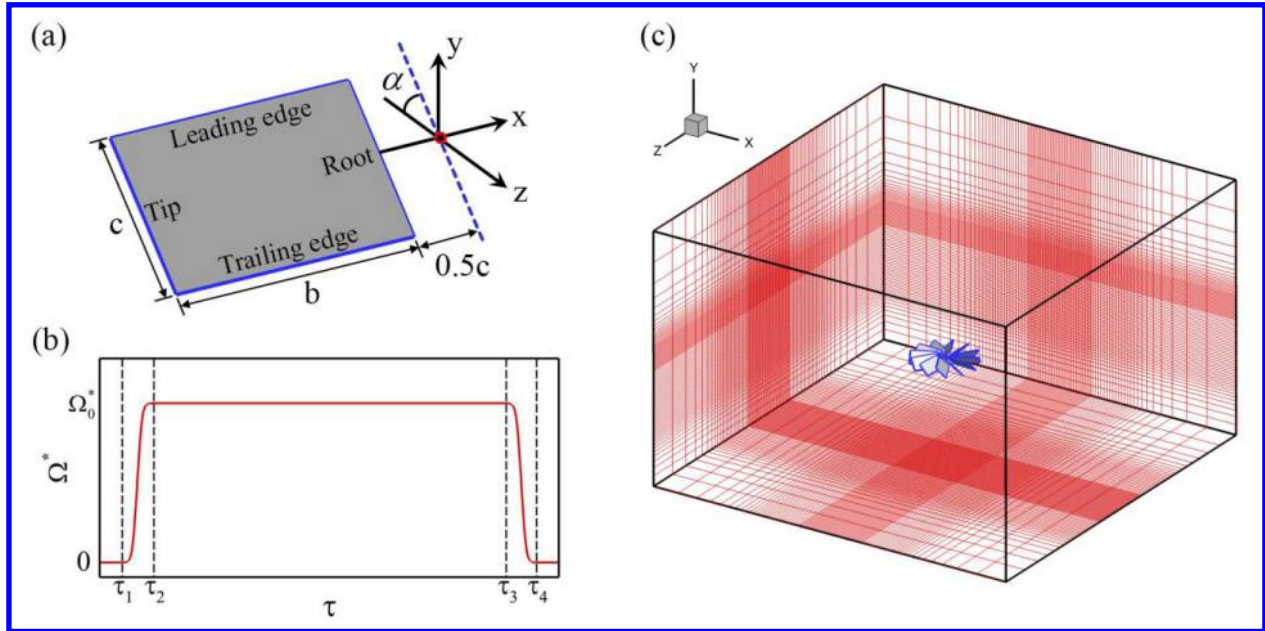 (a)
y
α
x
z
Leading edge
Root
Tip
c
Trailing edge
b
0.5c
(b)
Ω₀*
Ω*
0
τ₁ τ₂ τ₃ τ₄
τ
(c)
Y
Z X